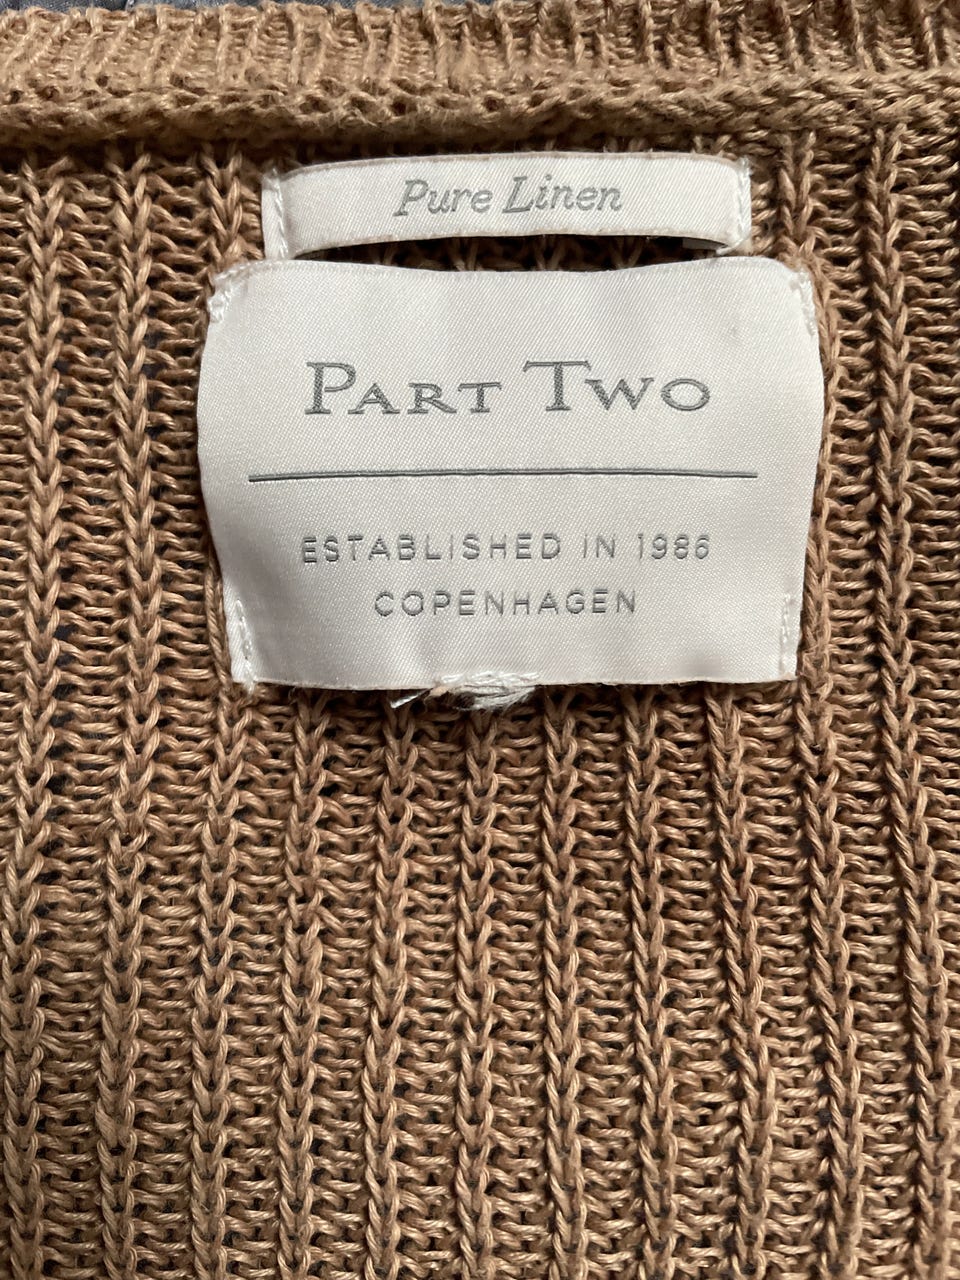 Pure Linen
PART TWO
ESTABLISHED IN 1986
COPENHAGEN